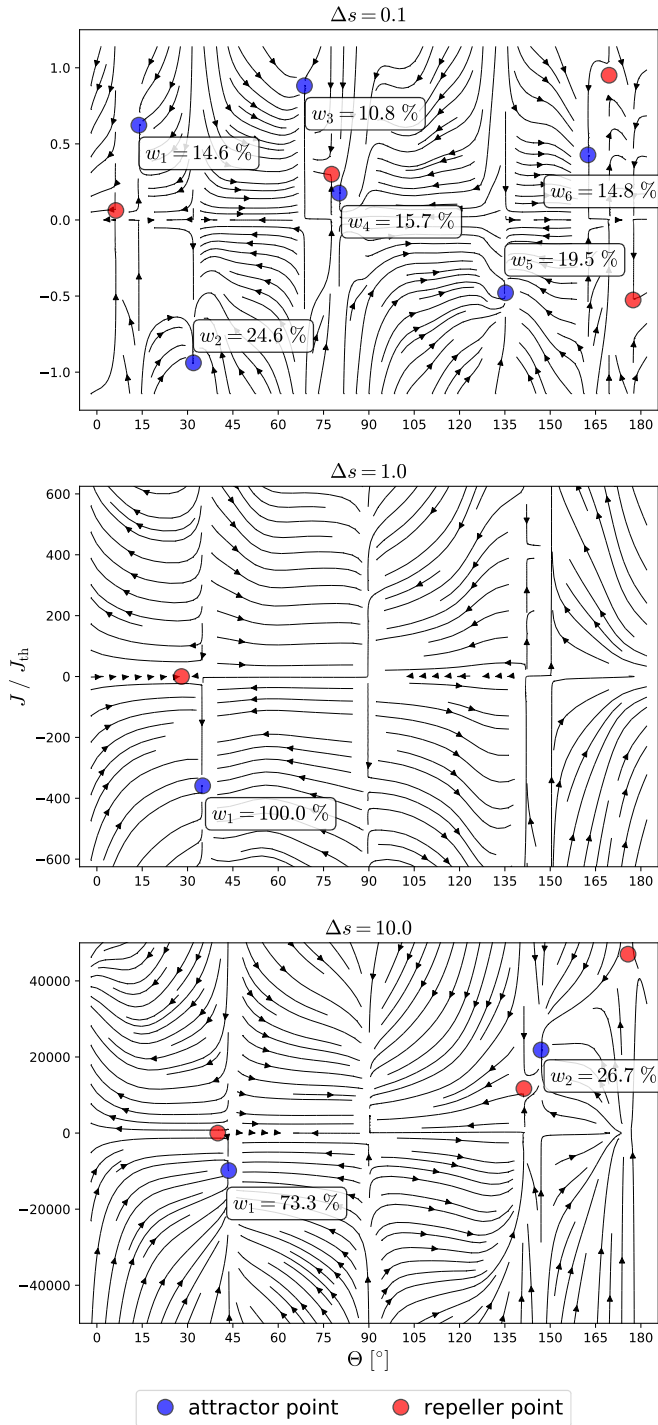 Δs = 0.1
1.0
0.5
0.0
−0.5
−1.0
w₁ = 14.6 %
w₂ = 24.6 %
w₃ = 10.8 %
w₄ = 15.7 %
w₅ = 19.5 %
w₆ = 14.8 %
0 15 30 45 60 75 90 105 120 135 150 165 180
Δs = 1.0
J / Jth
600
400
200
0
−200
−400
−600
w₁ = 100.0 %
0 15 30 45 60 75 90 105 120 135 150 165 180
Δs = 10.0
40000
20000
0
−20000
−40000
w₁ = 73.3 %
w₂ = 26.7 %
0 15 30 45 60 75 90 105 120 135 150 165 180
Θ [°]
attractor point
repeller point